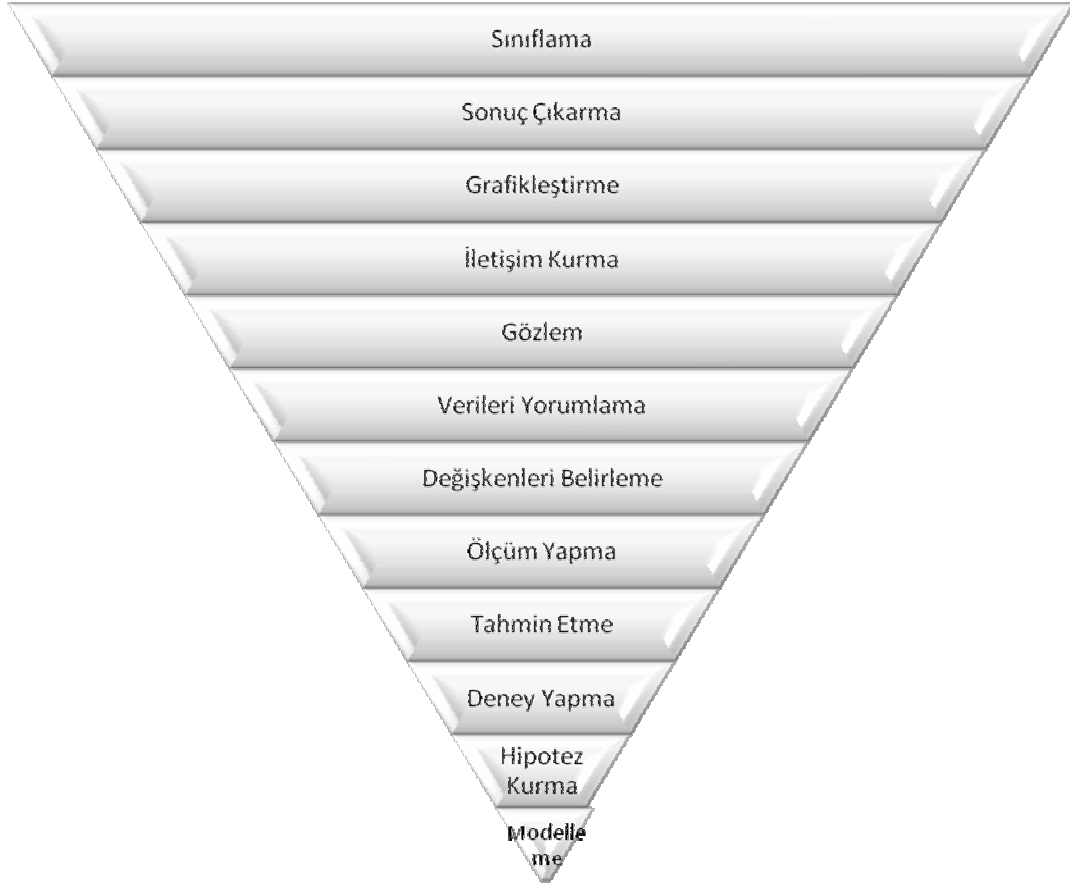 Sınıflama
Sonuç Çıkarma
Grafikleştirme
İletişim Kurma
Gözlem
Verileri Yorumlama
Değişkenleri Belirleme
Ölçüm Yapma
Tahmin Etme
Deney Yapma
Hipotez
Kurma
Modelle
me